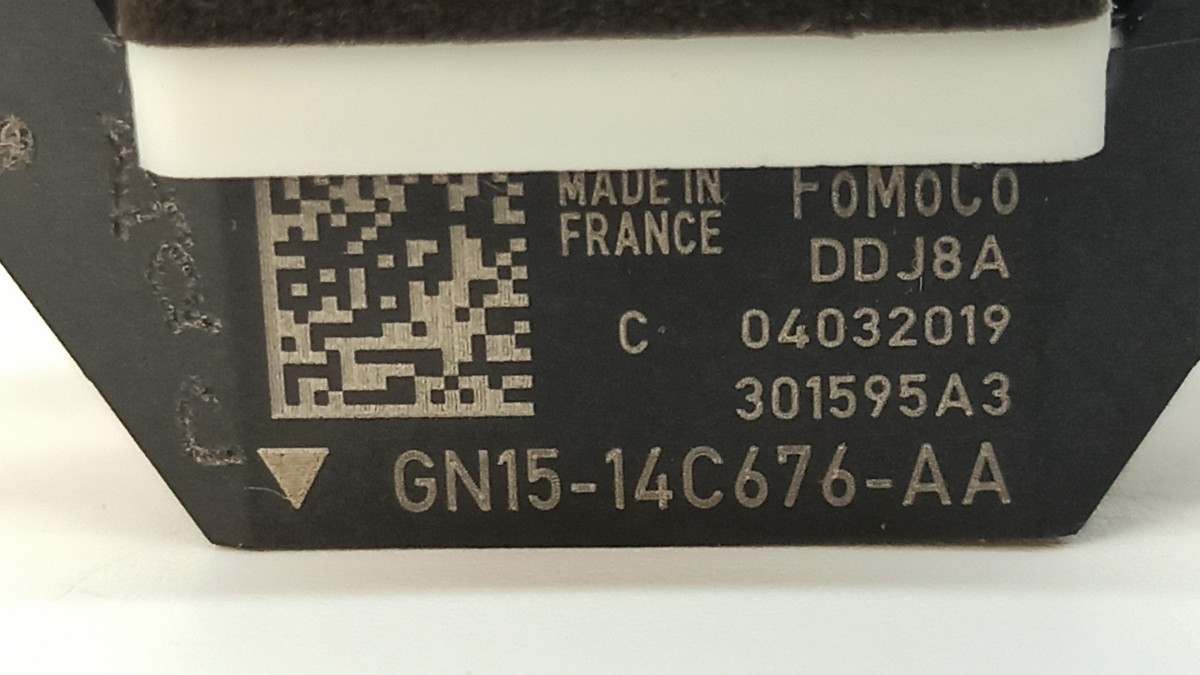 MADE IN
FRANCE
FoMoCo
DDJ8A
C 04032019
301595A3
GN15-14C676-AA